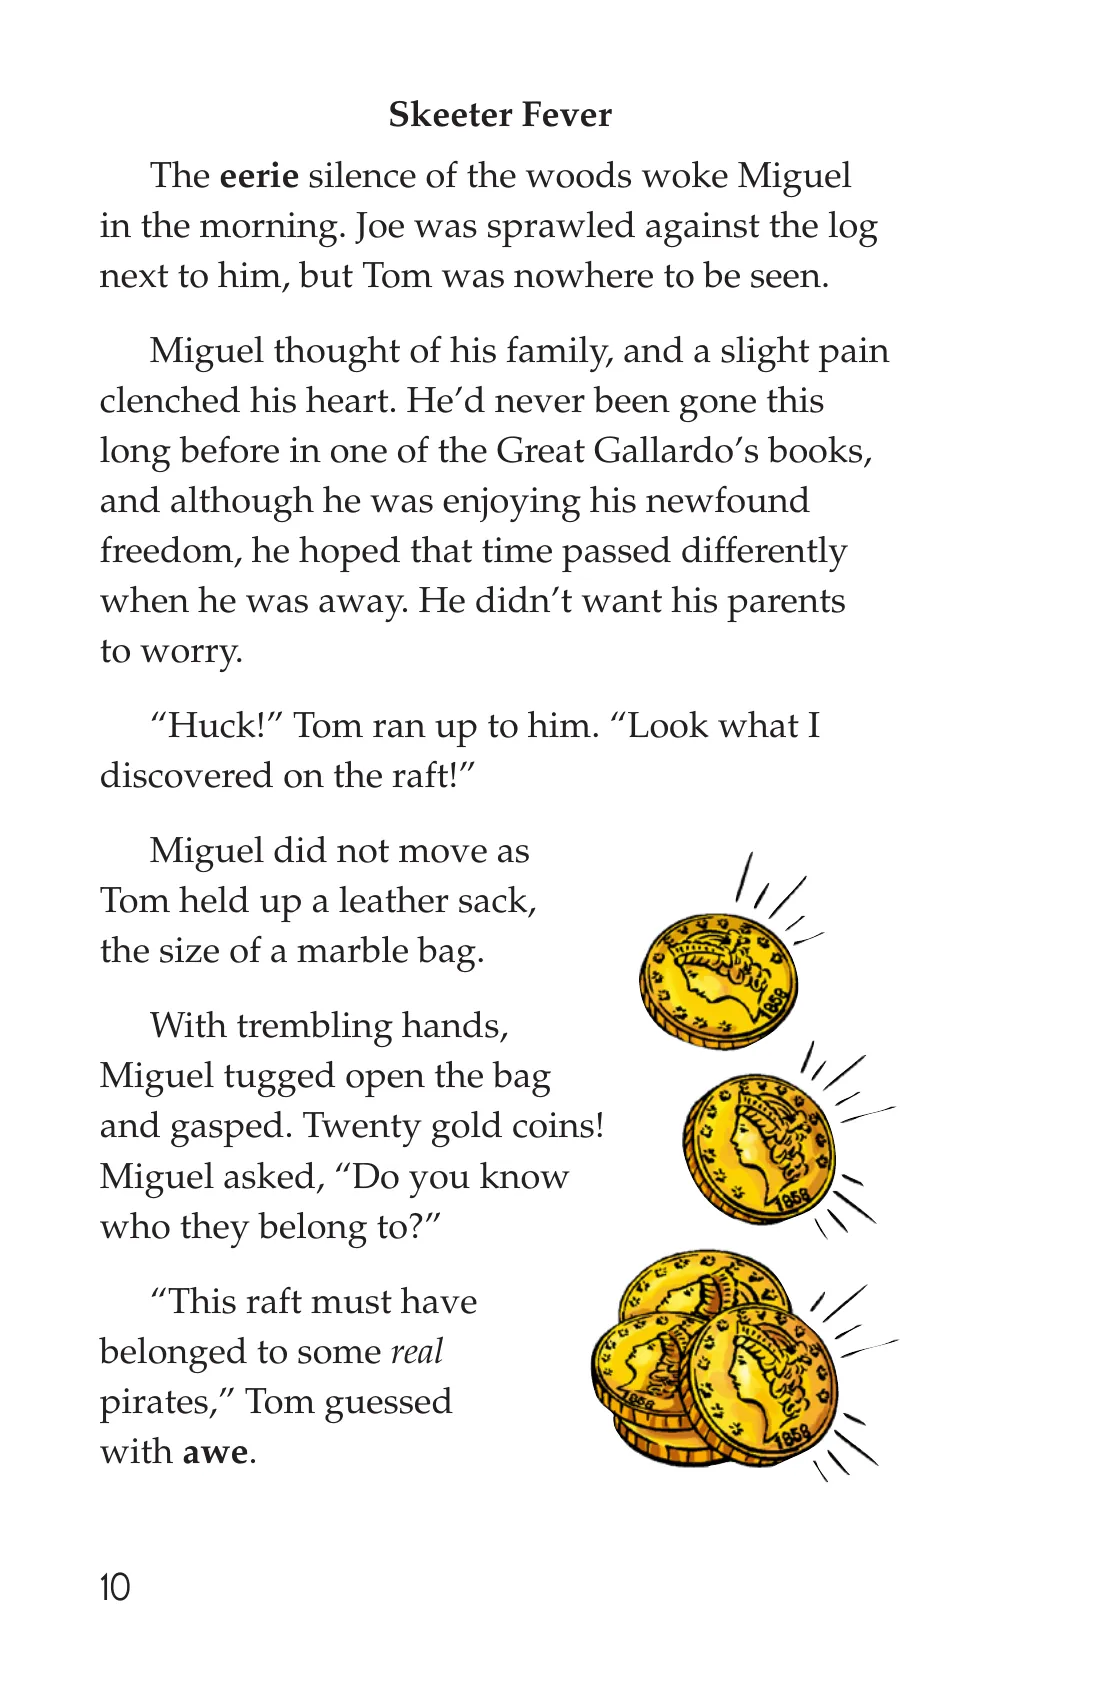 Skeeter Fever
The eerie silence of the woods woke Miguel
in the morning. Joe was sprawled against the log
next to him, but Tom was nowhere to be seen.
Miguel thought of his family, and a slight pain
clenched his heart. He’d never been gone this
long before in one of the Great Gallardo’s books,
and although he was enjoying his newfound
freedom, he hoped that time passed differently
when he was away. He didn’t want his parents
to worry.
“Huck!” Tom ran up to him. “Look what I
discovered on the raft!”
Miguel did not move as
Tom held up a leather sack,
the size of a marble bag.
With trembling hands,
Miguel tugged open the bag
and gasped. Twenty gold coins!
Miguel asked, “Do you know
who they belong to?”
“This raft must have
belonged to some real
pirates,” Tom guessed
with awe.
1858
1858
1858
1858
10